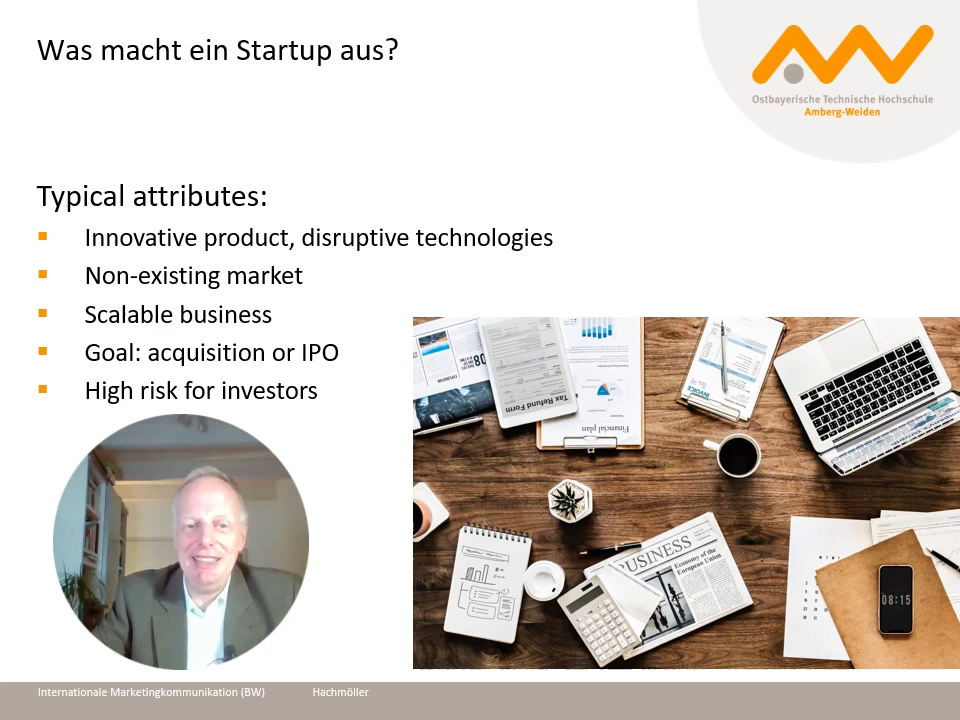 Was macht ein Startup aus?
Ostbayerische Technische Hochschule
Amberg-Weiden
Typical attributes:
Innovative product, disruptive technologies
Non-existing market
Scalable business
Goal: acquisition or IPO
High risk for investors
Tax Refund Form
Financial plan
INVOICE
BUSINESS
Economy of the
European Union
08:15
Internationale Marketingkommunikation (BW)
Hachmöller